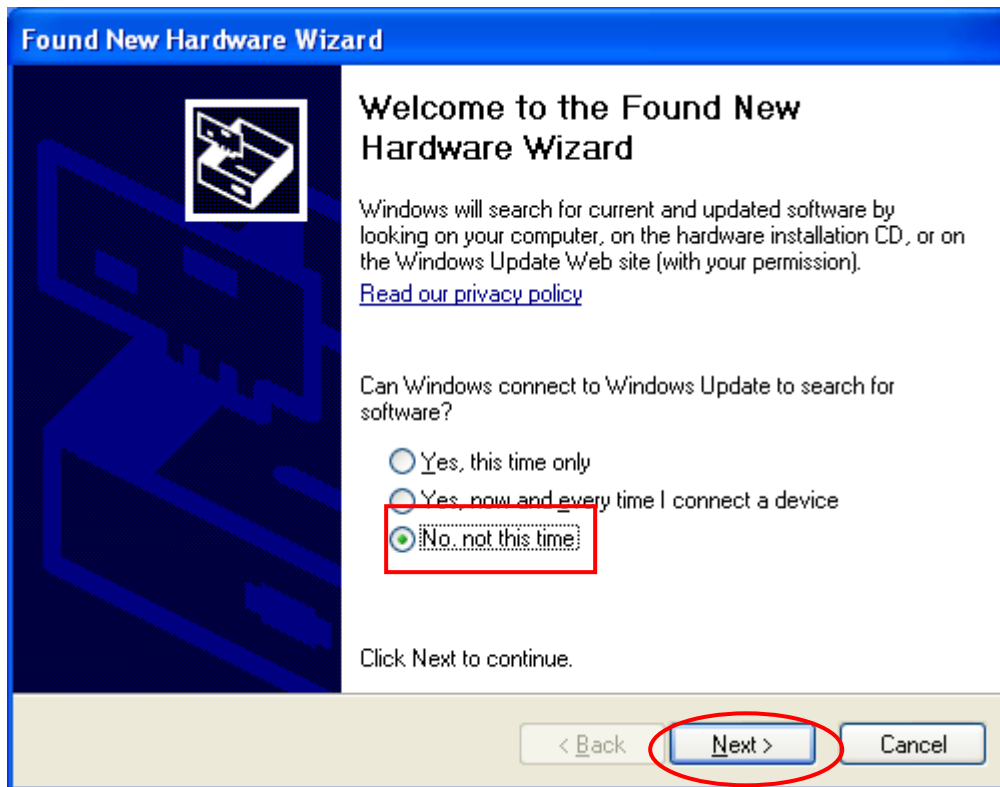 Found New Hardware Wizard
Welcome to the Found New
Hardware Wizard
Windows will search for current and updated software by
looking on your computer, on the hardware installation CD, or on
the Windows Update Web site (with your permission).
Read our privacy policy
Can Windows connect to Windows Update to search for
software?
Yes, this time only
Yes, now and every time I connect a device
No, not this time
Click Next to continue.
< Back
Next >
Cancel